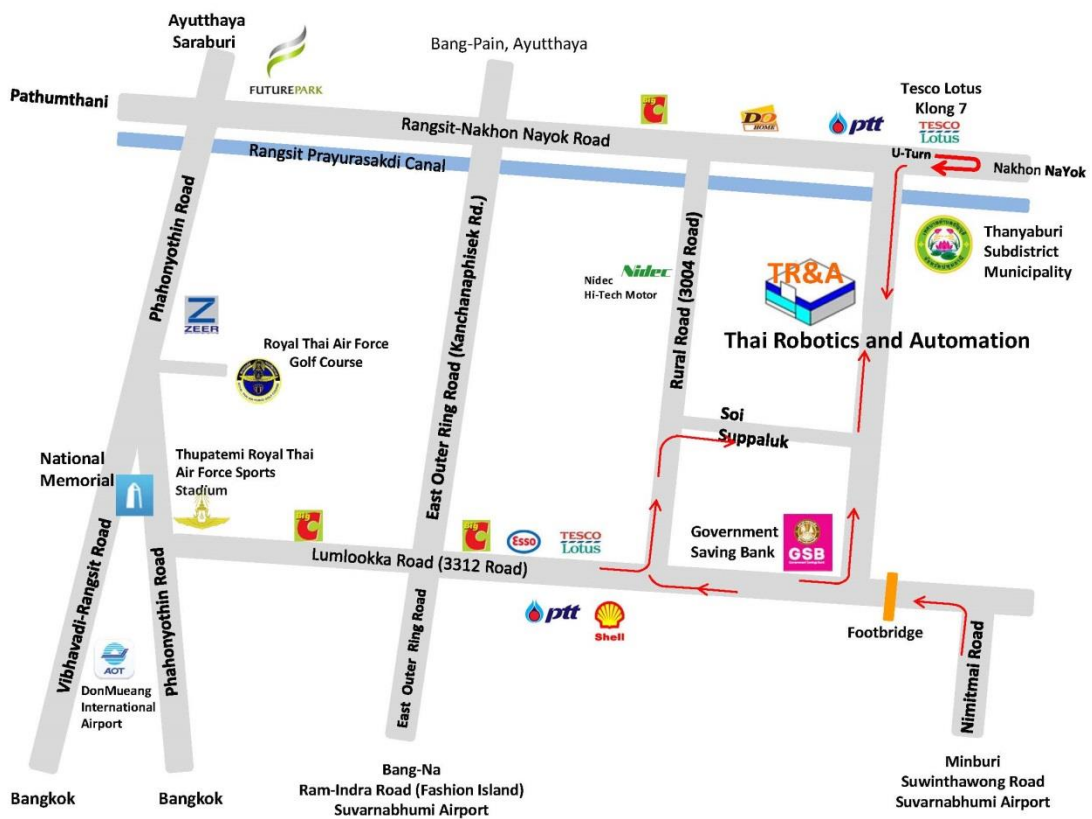 Ayutthaya
Saraburi
FUTUREPARK
Bang-Pain, Ayutthaya
Pathumthani
Rangsit-Nakhon Nayok Road
Big
C
DO
HOME
ptt
Tesco Lotus
Klong 7
TESCO
Lotus
U-Turn
Nakhon NaYok
Rangsit Prayurasakdi Canal
Phahonyothin Road
East Outer Ring Road (Kanchanaphisek Rd.)
Rural Road (3004 Road)
Thanyaburi
Subdistrict
Municipality
Nidec
Nidec
Hi-Tech Motor
TR&A
Thai Robotics and Automation
Z
ZEER
Royal Thai Air Force
Golf Course
Soi
Suppaluk
National
Memorial
Thupatemi Royal Thai
Air Force Sports
Stadium
Big
C
Big
C
Esso
TESCO
Lotus
Government
Saving Bank
GSB
Lumlookka Road (3312 Road)
ptt
Shell
Footbridge
Vibhavadi-Rangsit Road
Phahonyothin Road
East Outer Ring Road
Nimitmai Road
AOT
DonMueang
International
Airport
Bangkok
Bangkok
Bang-Na
Ram-Indra Road (Fashion Island)
Suvarnabhumi Airport
Minburi
Suwinthawong Road
Suvarnabhumi Airport